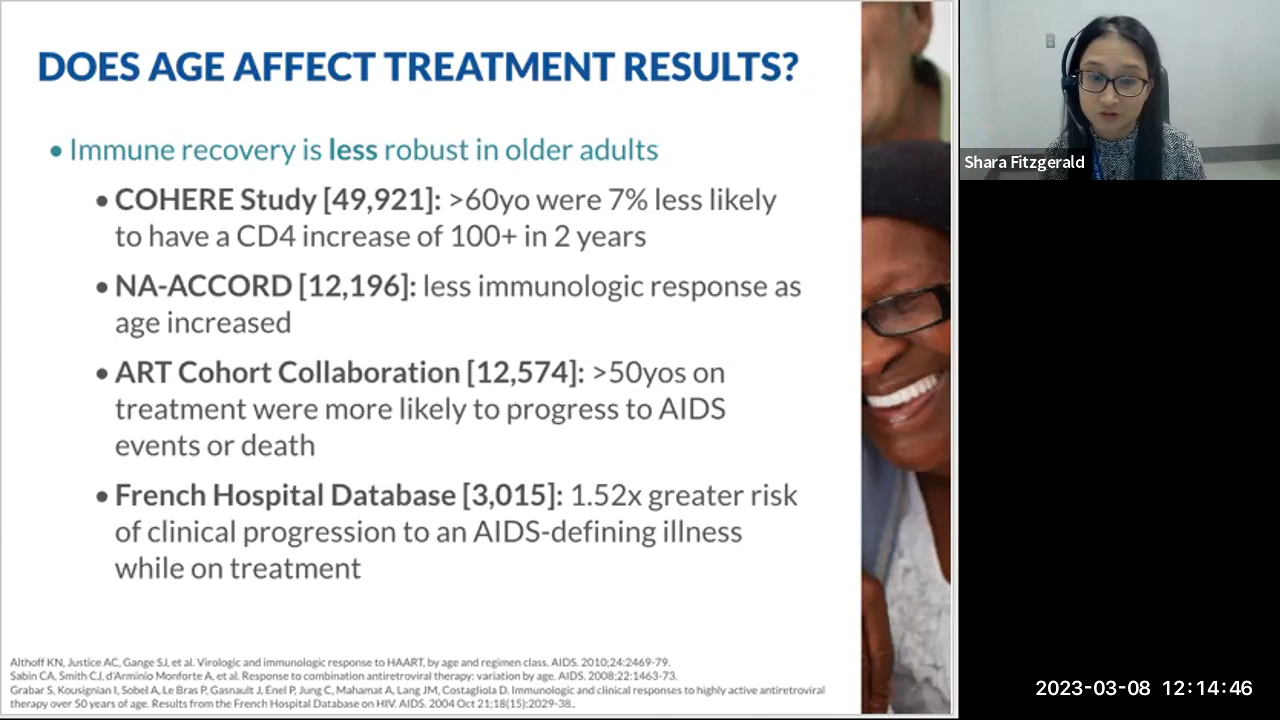 DOES AGE AFFECT TREATMENT RESULTS?
• Immune recovery is less robust in older adults
• COHERE Study [49,921]: >60yo were 7% less likely
to have a CD4 increase of 100+ in 2 years
• NA-ACCORD [12,196]: less immunologic response as
age increased
• ART Cohort Collaboration [12,574]: >50yos on
treatment were more likely to progress to AIDS
events or death
• French Hospital Database [3,015]: 1.52x greater risk
of clinical progression to an AIDS-defining illness
while on treatment
Althoff KN, Justice AC, Gange SJ, et al. Virologic and immunologic response to HAART, by age and regimen class. AIDS. 2010;24:2469-79.
Sabin CA, Smith CJ, d'Arminio Monforte A, et al. Response to combination antiretroviral therapy: variation by age. AIDS. 2008;22:1463-73.
Grabar S, Kousignian I, Sobel A, Le Bras P, Gasnault J, Enel P, Jung C, Mahamat A, Lang JM, Costagliola D. Immunologic and clinical responses to highly active antiretroviral
therapy over 50 years of age. Results from the French Hospital Database on HIV. AIDS. 2004 Oct 21;18(15):2029-38..
Shara Fitzgerald
2023-03-08 12:14:46